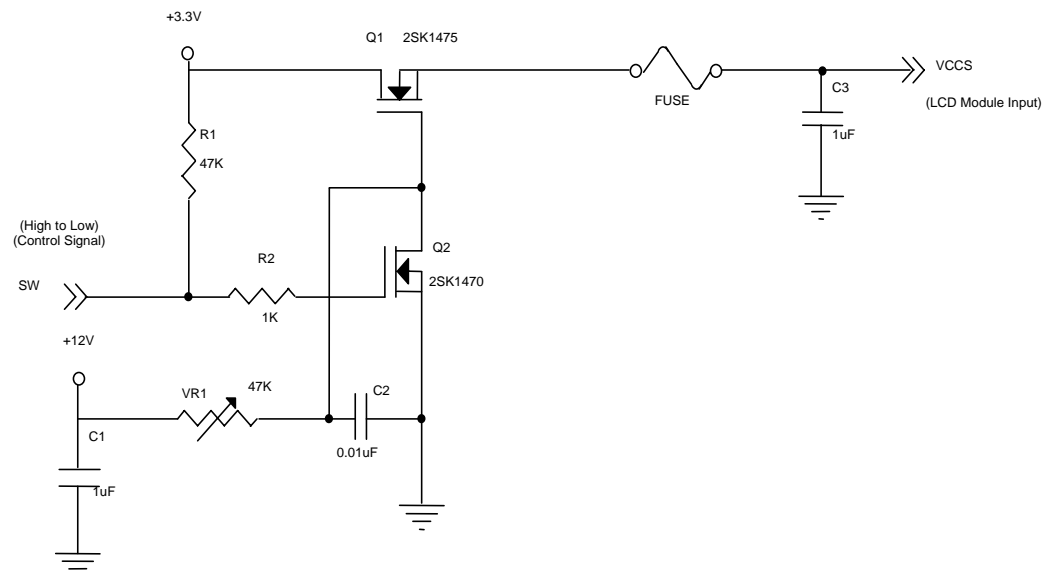 +3.3V
Q1 2SK1475
VCCS
FUSE
C3
(LCD Module Input)
1uF
R1
47K
(High to Low)
(Control Signal)
Q2
R2
2SK1470
SW
1K
+12V
VR1 47K
C2
C1
0.01uF
1uF